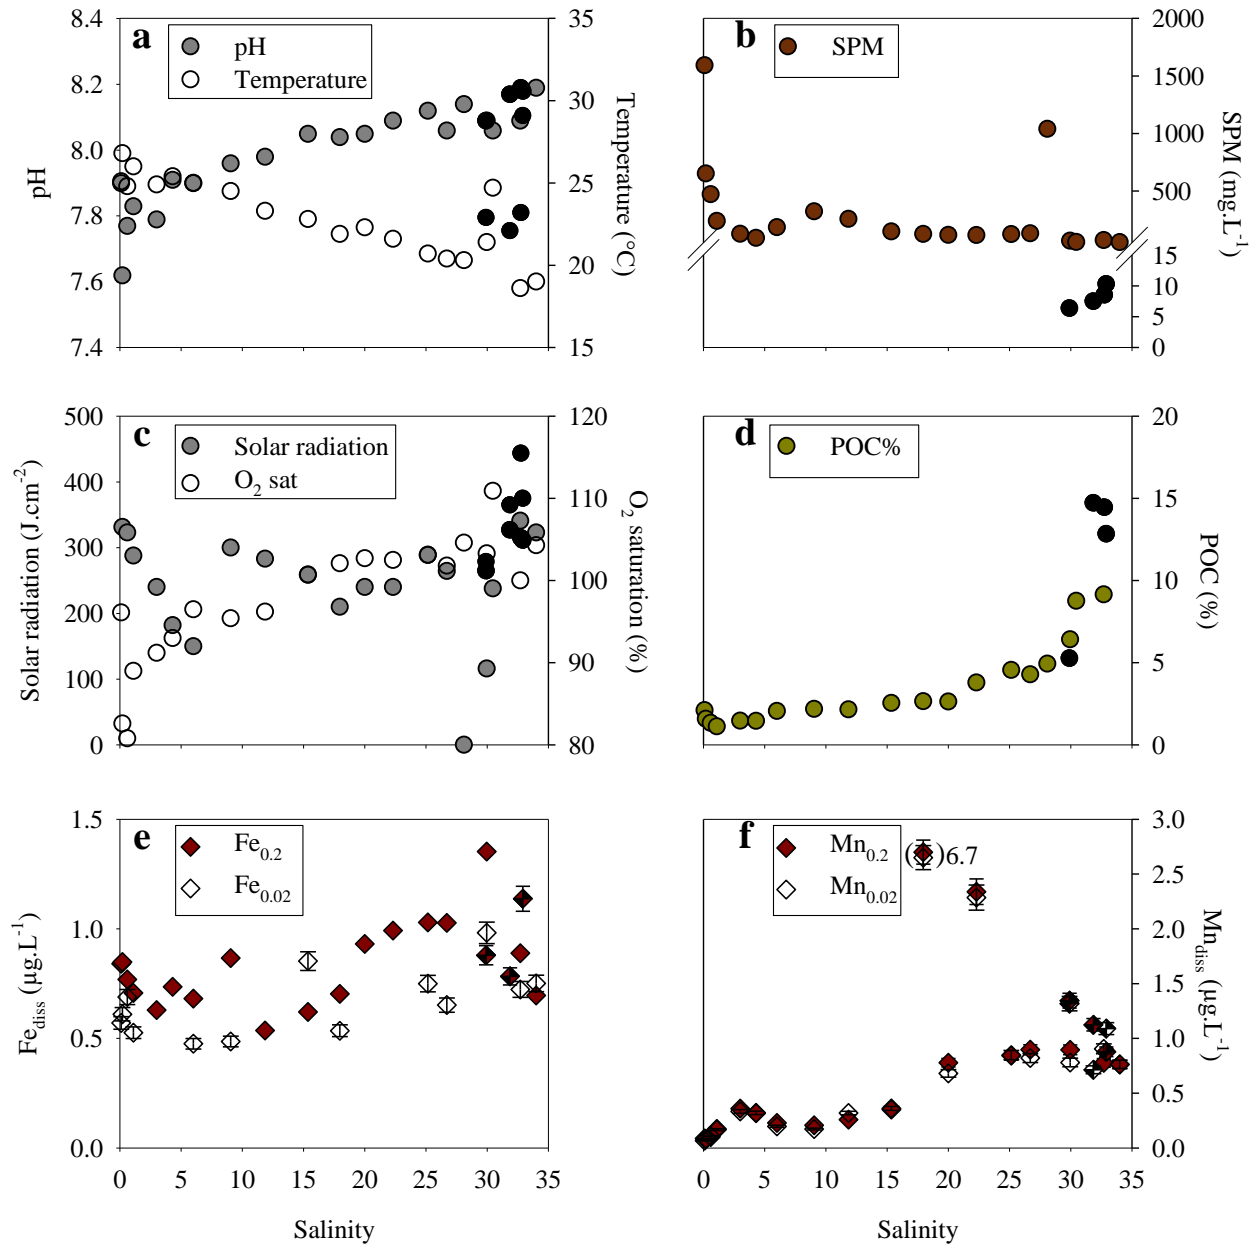 a
pH
Temperature
8.4
8.2
8.0
7.8
7.6
7.4
pH
35
30
25
20
15
Temperature (°C)
b
SPM
2000
1500
1000
500
15
10
5
0
SPM (mg.L⁻¹)
c
Solar radiation
O₂ sat
500
400
300
200
100
0
Solar radiation (J.cm⁻²)
120
110
100
90
80
O₂ saturation (%)
d
POC%
20
15
10
5
0
POC (%)
e
Fe₀.₂
Fe₀.₀₂
1.5
1.0
0.5
0.0
Fe_diss (µg.L⁻¹)
0 5 10 15 20 25 30 35
Salinity
f
Mn₀.₂
Mn₀.₀₂
( )6.7
3.0
2.5
2.0
1.5
1.0
0.5
0.0
Mn_diss (µg.L⁻¹)
0 5 10 15 20 25 30 35
Salinity